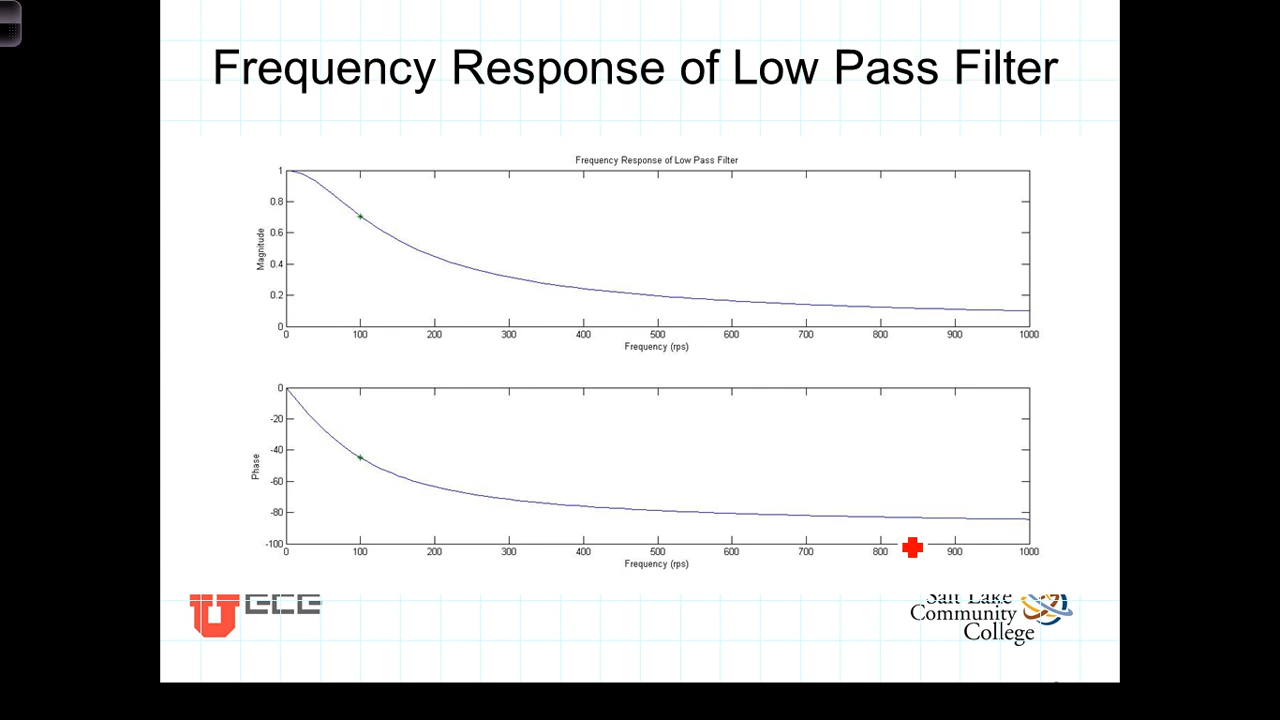 Frequency Response of Low Pass Filter
Frequency Response of Low Pass Filter
Magnitude
1
0.8
0.6
0.4
0.2
0
0 100 200 300 400 500 600 700 800 900 1000
Frequency (rps)
Phase
0
-20
-40
-60
-80
-100
0 100 200 300 400 500 600 700 800 900 1000
Frequency (rps)
U ECE
Salt Lake
Community
College